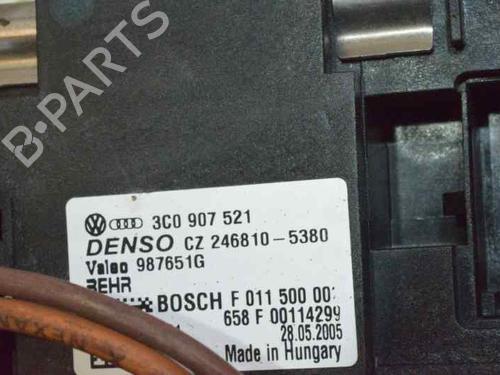 B-PARTS
3C0 907 521
DENSO CZ 246810-5380
Valeo 987651G
BEHR
BOSCH F 011 500 00
658 F 00114299
28.05.2005
Made in Hungary